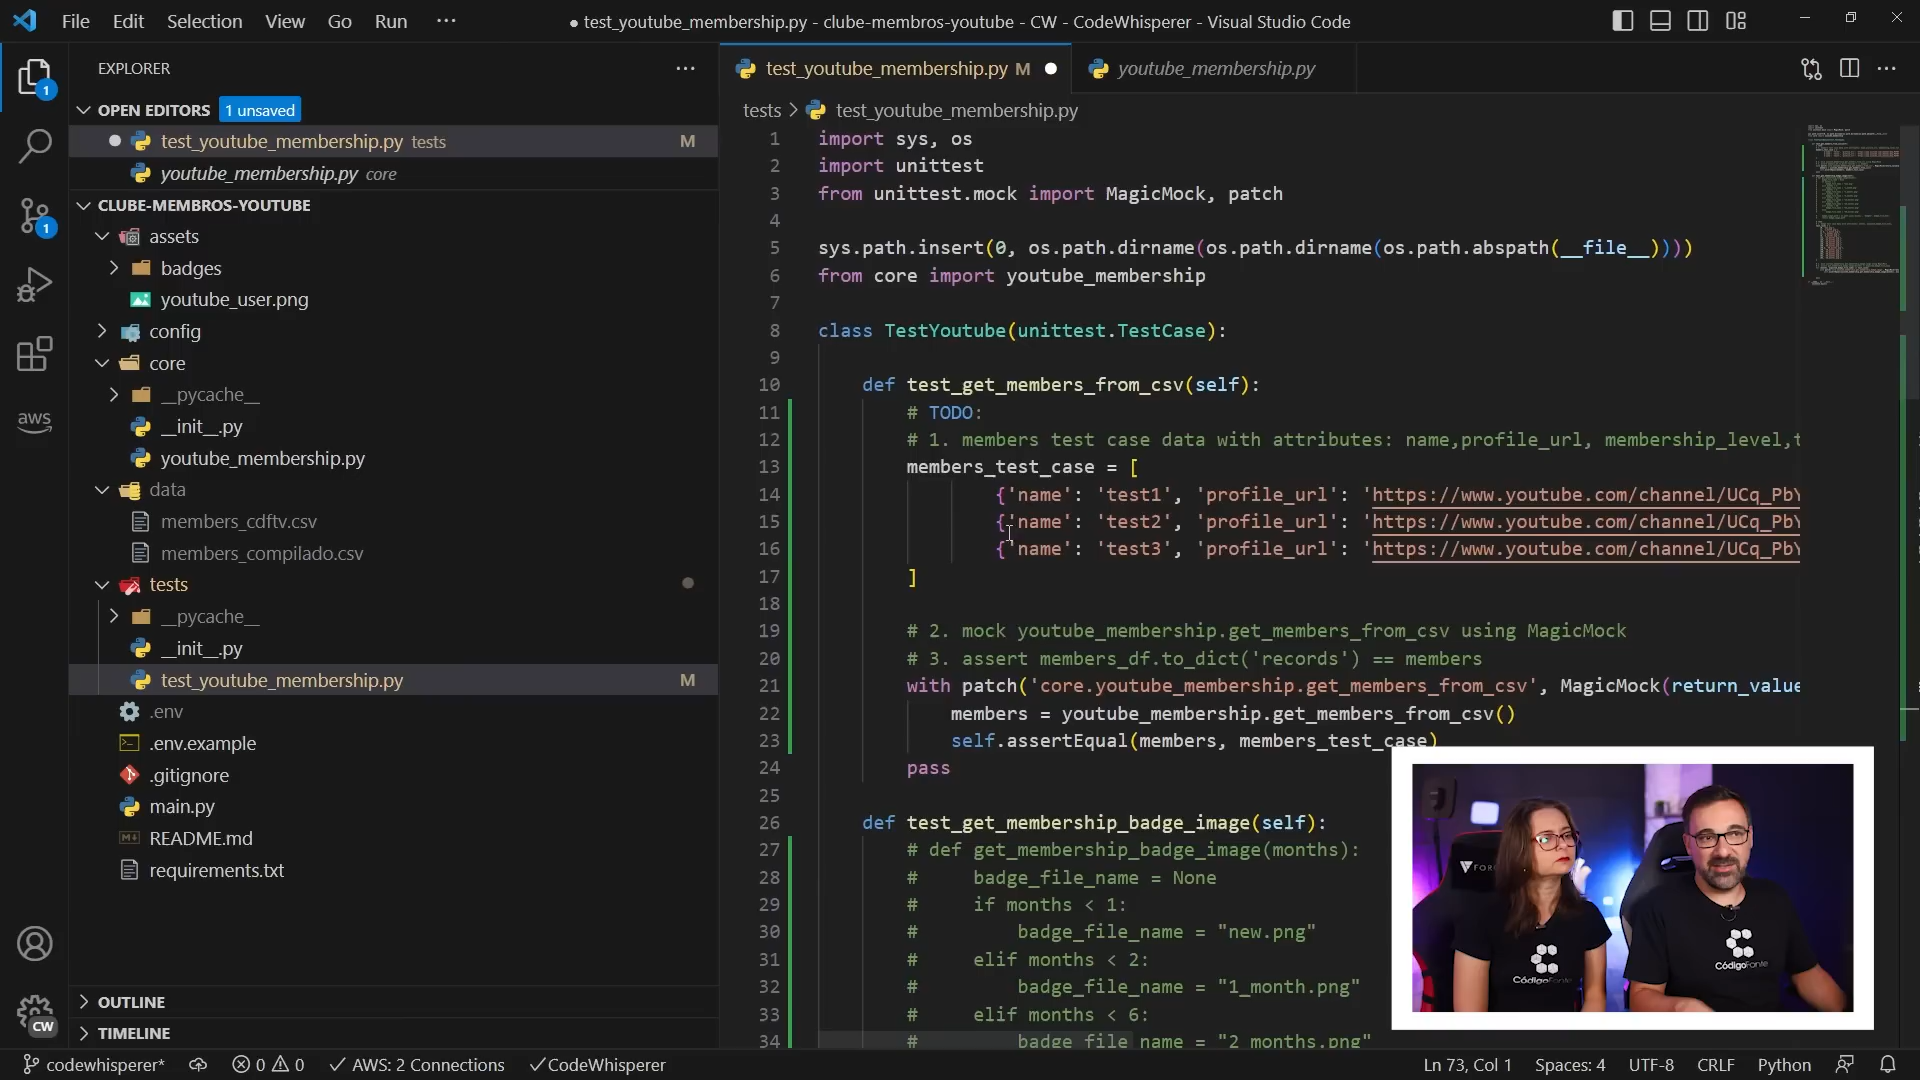 File Edit Selection View Go Run ···
● test_youtube_membership.py - clube-membros-youtube - CW - CodeWhisperer - Visual Studio Code
EXPLORER
OPEN EDITORS 1 unsaved
test_youtube_membership.py tests M
youtube_membership.py core
CLUBE-MEMBROS-YOUTUBE
assets
badges
youtube_user.png
config
core
__pycache__
__init__.py
youtube_membership.py
data
members_cdftv.csv
members_compilado.csv
tests
__pycache__
__init__.py
test_youtube_membership.py M
.env
.env.example
.gitignore
main.py
README.md
requirements.txt
OUTLINE
TIMELINE
1
1
aws
CW
test_youtube_membership.py M
youtube_membership.py
tests > test_youtube_membership.py
1 import sys, os
2 import unittest
3 from unittest.mock import MagicMock, patch
4
5 sys.path.insert(0, os.path.dirname(os.path.dirname(os.path.abspath(__file__))))
6 from core import youtube_membership
7
8 class TestYoutube(unittest.TestCase):
9
10 def test_get_members_from_csv(self):
11 # TODO:
12 # 1. members test case data with attributes: name,profile_url, membership_level,t
13 members_test_case = [
14 {'name': 'test1', 'profile_url': 'https://www.youtube.com/channel/UCq_PbY
15 {'name': 'test2', 'profile_url': 'https://www.youtube.com/channel/UCq_PbY
16 {'name': 'test3', 'profile_url': 'https://www.youtube.com/channel/UCq_PbY
17 ]
18
19 # 2. mock youtube_membership.get_members_from_csv using MagicMock
20 # 3. assert members_df.to_dict('records') == members
21 with patch('core.youtube_membership.get_members_from_csv', MagicMock(return_value
22 members = youtube_membership.get_members_from_csv()
23 self.assertEqual(members, members_test_case)
24 pass
25
26 def test_get_membership_badge_image(self):
27 # def get_membership_badge_image(months):
28 # badge_file_name = None
29 # if months < 1:
30 # badge_file_name = "new.png"
31 # elif months < 2:
32 # badge_file_name = "1_month.png"
33 # elif months < 6:
34 # badge_file_name = "2_months.png"
CódigoFonte
CódigoFonte
codewhisperer* 0 0 AWS: 2 Connections CodeWhisperer
Ln 73, Col 1 Spaces: 4 UTF-8 CRLF Python